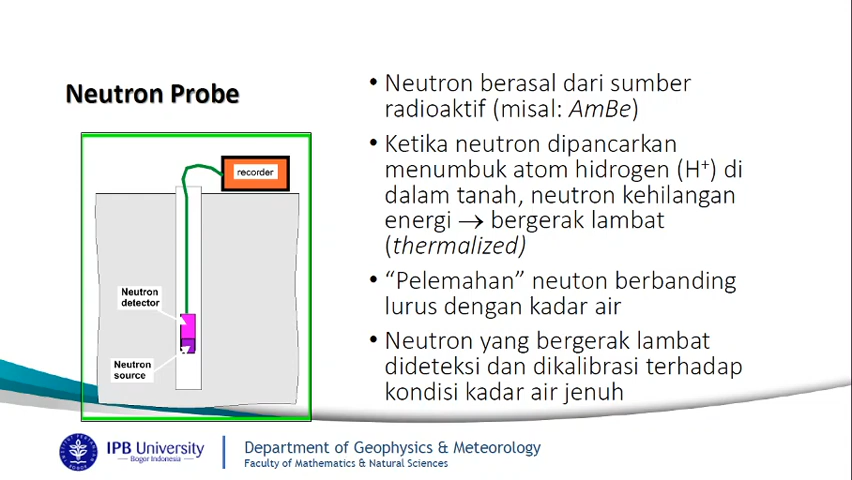 Neutron Probe
recorder
Neutron
detector
Neutron
source
• Neutron berasal dari sumber
radioaktif (misal: AmBe)
• Ketika neutron dipancarkan
menumbuk atom hidrogen (H⁺) di
dalam tanah, neutron kehilangan
energi → bergerak lambat
(thermalized)
• “Pelemahan” neuton berbanding
lurus dengan kadar air
• Neutron yang bergerak lambat
dideteksi dan dikalibrasi terhadap
kondisi kadar air jenuh
IPB University
Bogor Indonesia
Department of Geophysics & Meteorology
Faculty of Mathematics & Natural Sciences